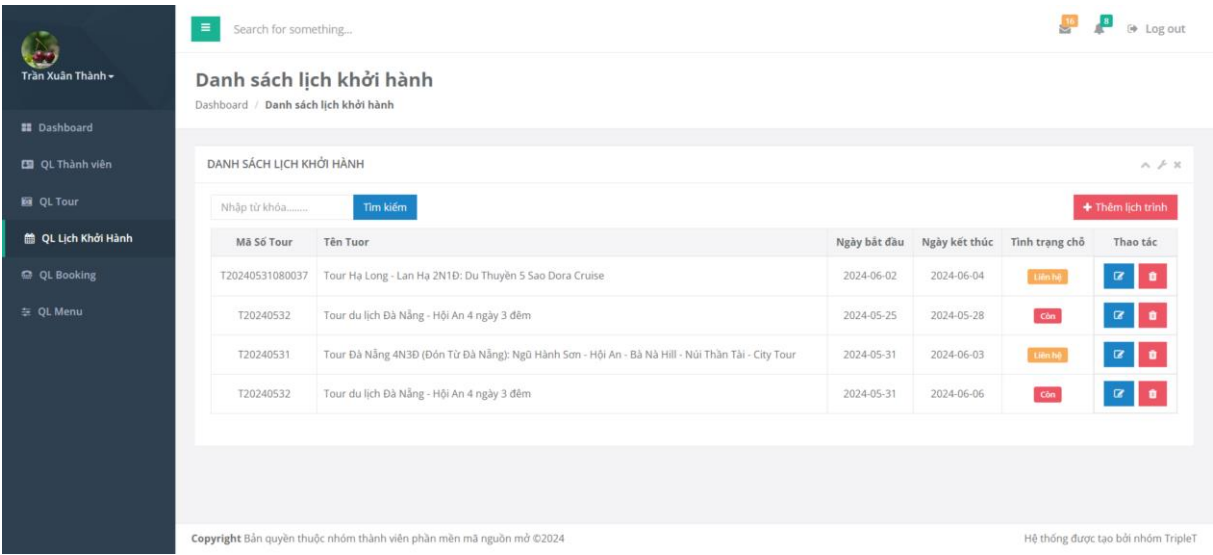 Search for something...
16
8
Log out
Trần Xuân Thành
Danh sách lịch khởi hành
Dashboard / Danh sách lịch khởi hành
Dashboard
QL Thành viên
QL Tour
QL Lịch Khởi Hành
QL Booking
QL Menu
DANH SÁCH LỊCH KHỞI HÀNH
Nhập từ khóa........ Tìm kiếm + Thêm lịch trình
Mã Số Tour Tên Tuor Ngày bắt đầu Ngày kết thúc Tình trạng chỗ Thao tác
T20240531080037 Tour Hạ Long - Lan Hạ 2N1Đ: Du Thuyền 5 Sao Dora Cruise 2024-06-02 2024-06-04 Liên hệ
T20240532 Tour du lịch Đà Nẵng - Hội An 4 ngày 3 đêm 2024-05-25 2024-05-28 Còn
T20240531 Tour Đà Nẵng 4N3Đ (Đón Từ Đà Nẵng): Ngũ Hành Sơn - Hội An - Bà Nà Hill - Núi Thần Tài - City Tour 2024-05-31 2024-06-03 Liên hệ
T20240532 Tour du lịch Đà Nẵng - Hội An 4 ngày 3 đêm 2024-05-31 2024-06-06 Còn
Copyright Bản quyền thuộc nhóm thành viên phần mền mã nguồn mở ©2024
Hệ thống được tạo bởi nhóm TripleT